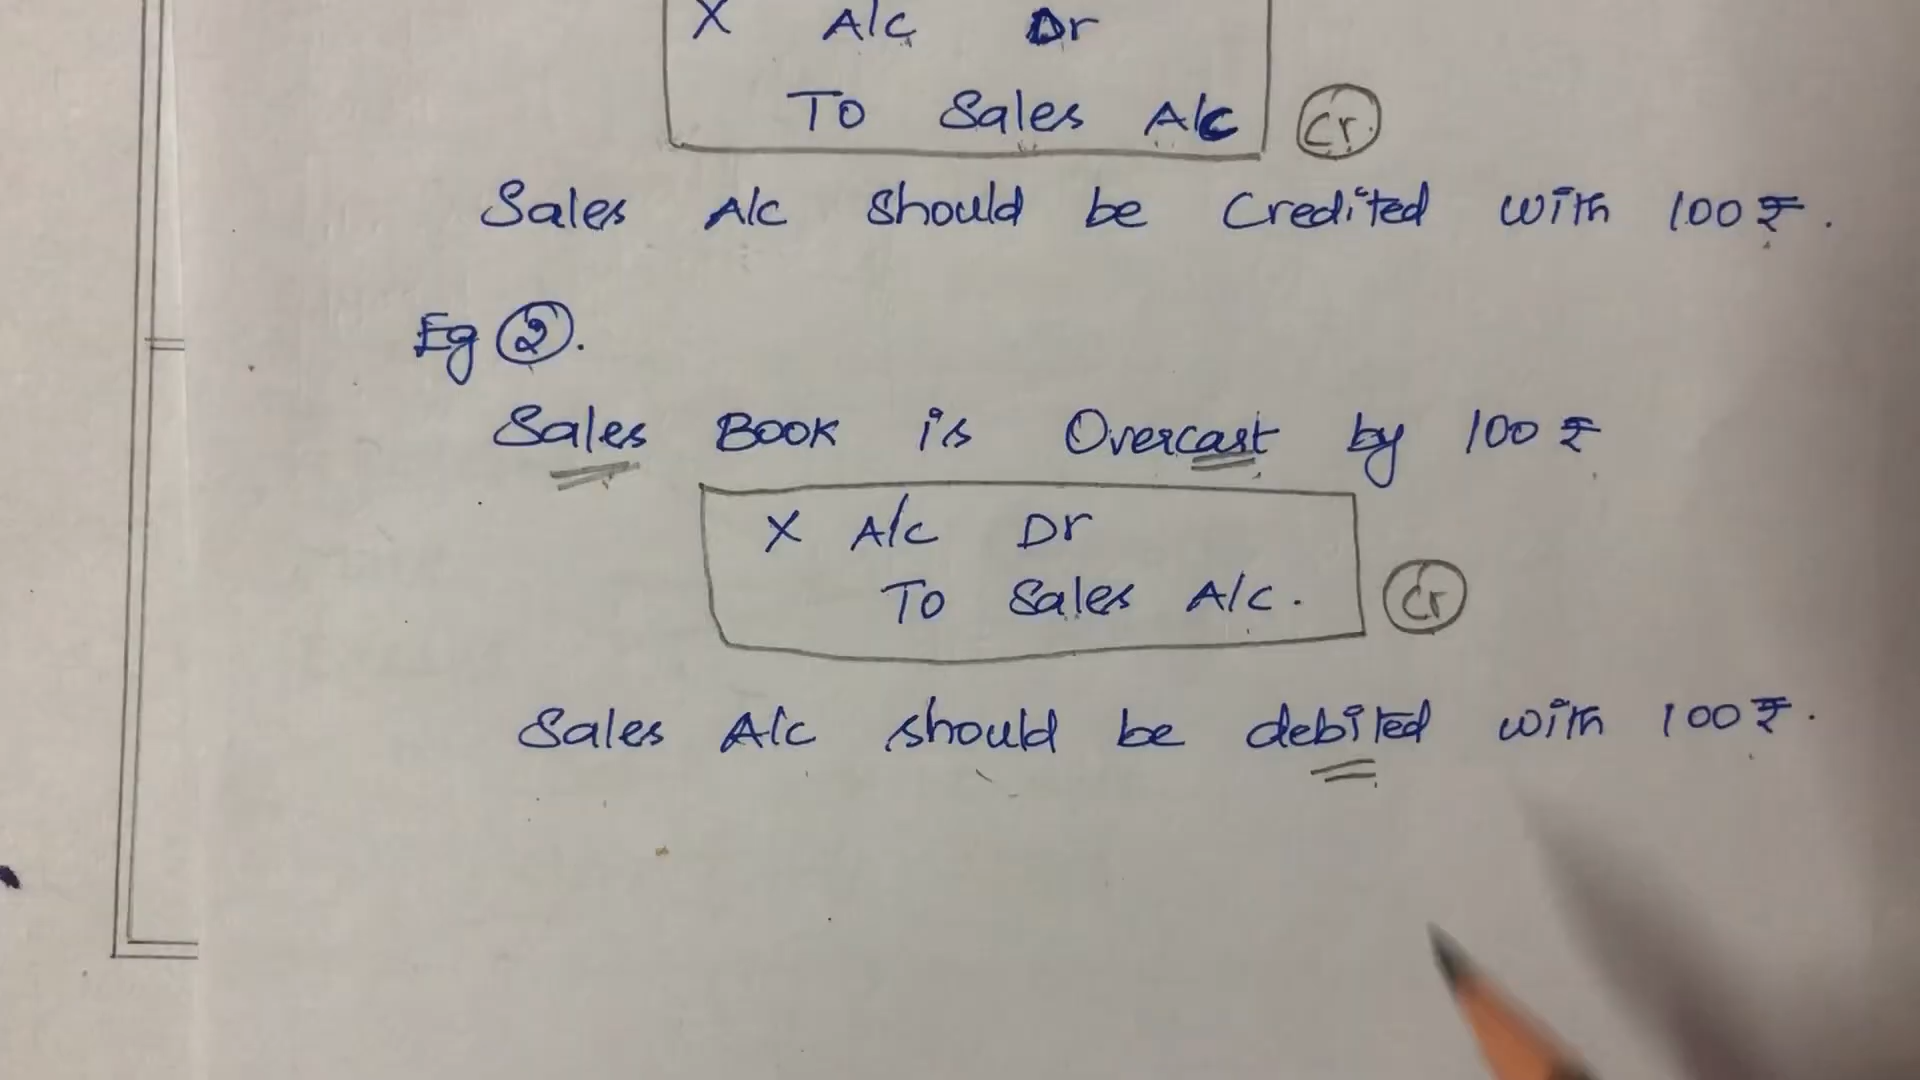 X A/c Dr
To Sales A/c Cr.
Sales A/c should be Credited with 100 ₹.
Eg 2.
Sales Book is Overcast by 100 ₹
X A/c Dr
To Sales A/c. Cr
Sales A/c should be debited with 100 ₹.